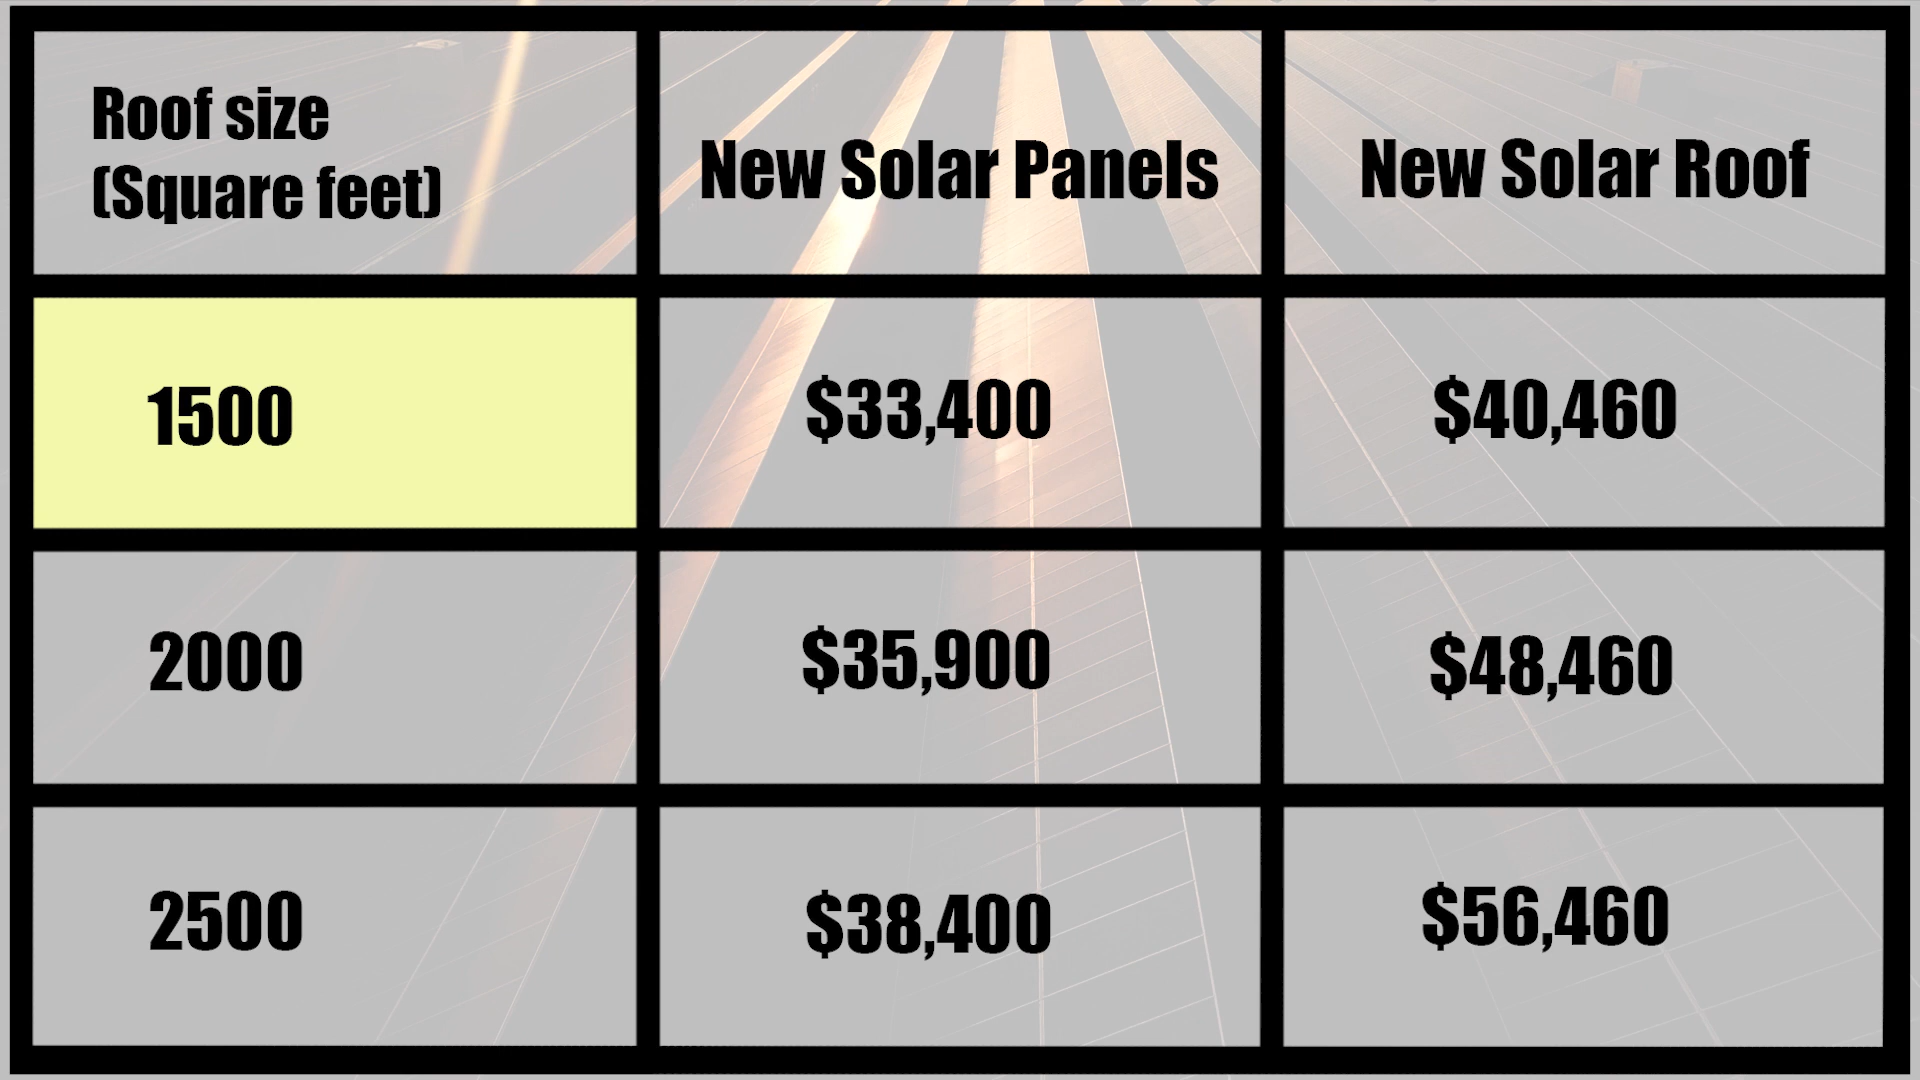 Roof size
(Square feet)
New Solar Panels
New Solar Roof
1500
$33,400
$40,460
2000
$35,900
$48,460
2500
$38,400
$56,460